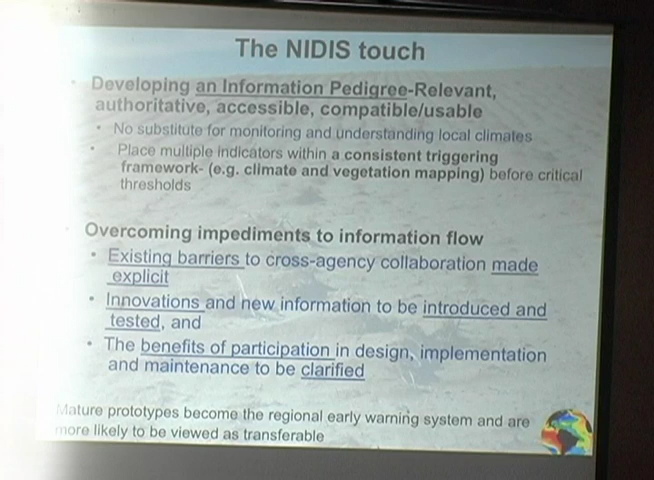 The NIDIS touch
• Developing an Information Pedigree-Relevant,
authoritative, accessible, compatible/usable
• No substitute for monitoring and understanding local climates
• Place multiple indicators within a consistent triggering
framework- (e.g. climate and vegetation mapping) before critical
thresholds
Overcoming impediments to information flow
• Existing barriers to cross-agency collaboration made
explicit
• Innovations and new information to be introduced and
tested, and
• The benefits of participation in design, implementation
and maintenance to be clarified
Mature prototypes become the regional early warning system and are
more likely to be viewed as transferable